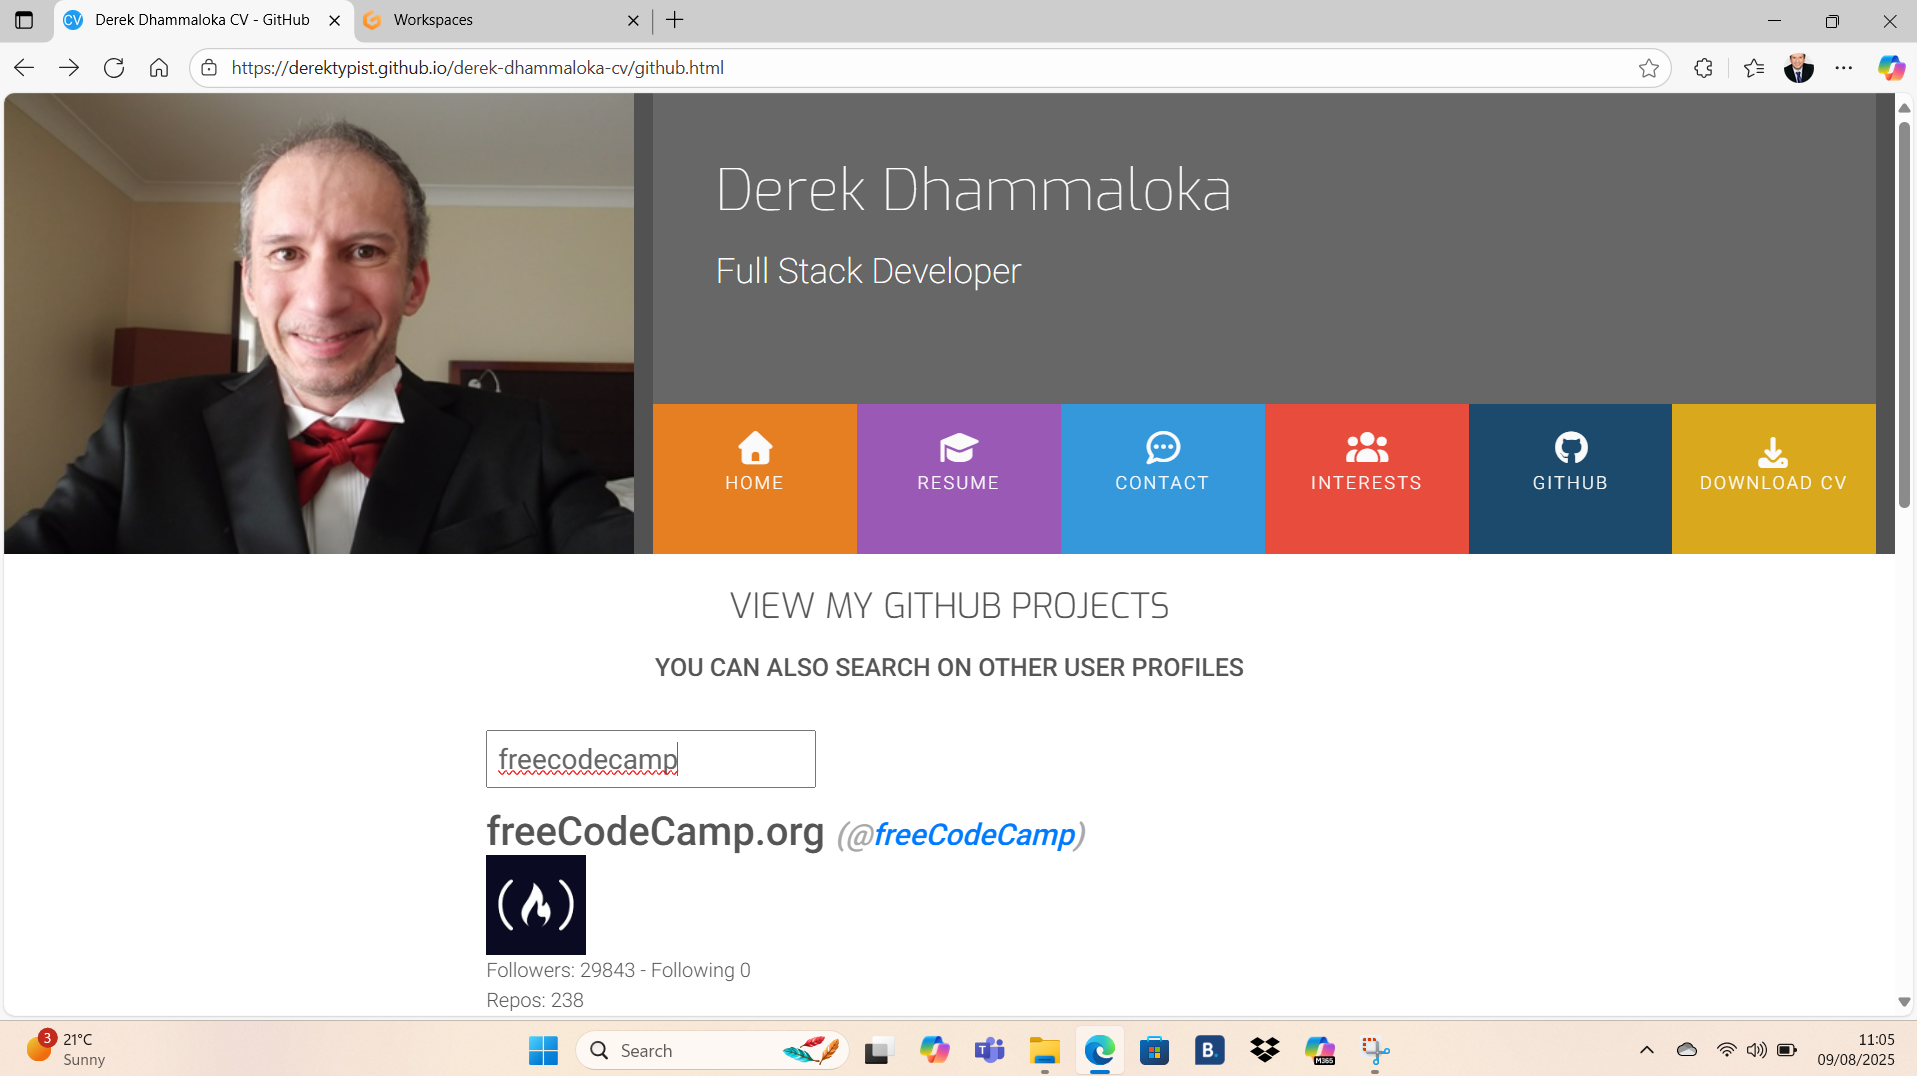 CV
Derek Dhammaloka CV - GitHub
Workspaces
https://derektypist.github.io/derek-dhammaloka-cv/github.html
Derek Dhammaloka
Full Stack Developer
HOME
RESUME
CONTACT
INTERESTS
GITHUB
DOWNLOAD CV
VIEW MY GITHUB PROJECTS
YOU CAN ALSO SEARCH ON OTHER USER PROFILES
freecodecamp
freeCodeCamp.org (@freeCodeCamp)
Followers: 29843 - Following 0
Repos: 238
3
21°C
Sunny
Search
B.
M365
11:05
09/08/2025